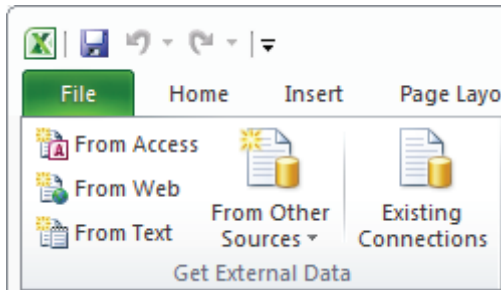 File Home Insert Page Layo
From Access
From Web
From Text
From Other
Sources
Existing
Connections
Get External Data